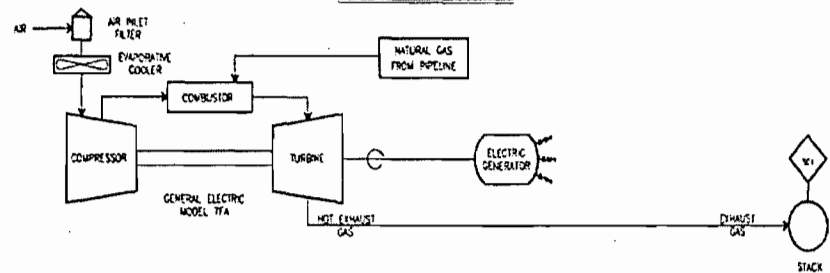 AIR
AIR INLET
FILTER
EVAPORATIVE
COOLER
NATURAL GAS
FROM PIPELINE
COMBUSTOR
COMPRESSOR
TURBINE
ELECTRIC
GENERATOR
GENERAL ELECTRIC
MODEL 7FA
HOT EXHAUST
GAS
EXHAUST
GAS
STACK